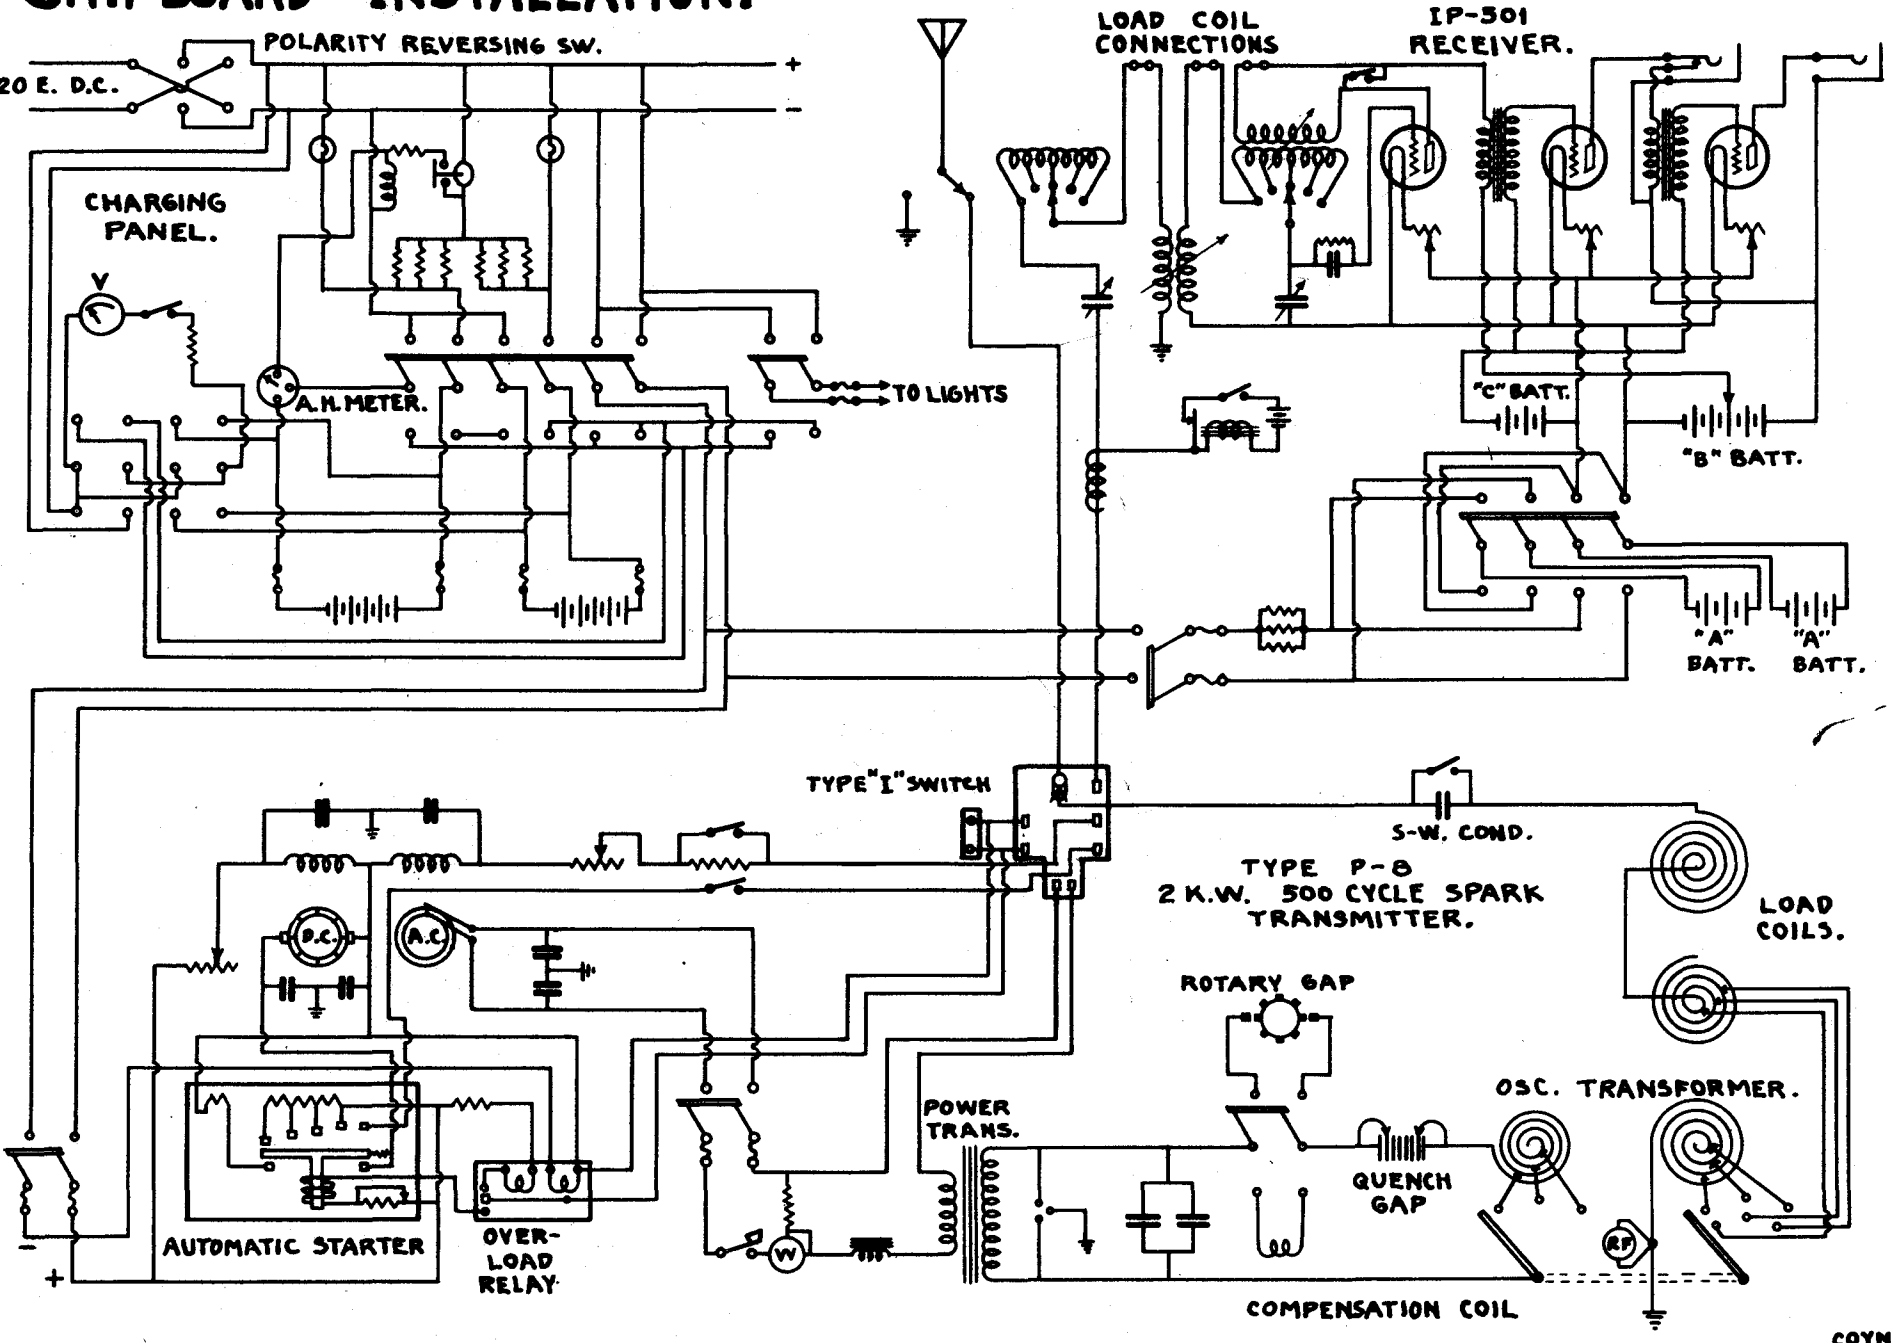 SHIPBOARD INSTALLATION.
POLARITY REVERSING SW.
20 E. D.C.
+
-
CHARGING
PANEL.
V
A.H. METER.
TO LIGHTS
LOAD COIL
CONNECTIONS
IP-501
RECEIVER.
"C" BATT.
"B" BATT.
"A"
BATT.
"A"
BATT.
TYPE "I" SWITCH
S-W. COND.
TYPE P-8
2 K.W. 500 CYCLE SPARK
TRANSMITTER.
LOAD
COILS.
D.C.
A.C.
ROTARY GAP
OSC. TRANSFORMER.
POWER
TRANS.
QUENCH
GAP
AUTOMATIC STARTER
OVER-
LOAD
RELAY
-
+
W
RF
COMPENSATION COIL
COYN